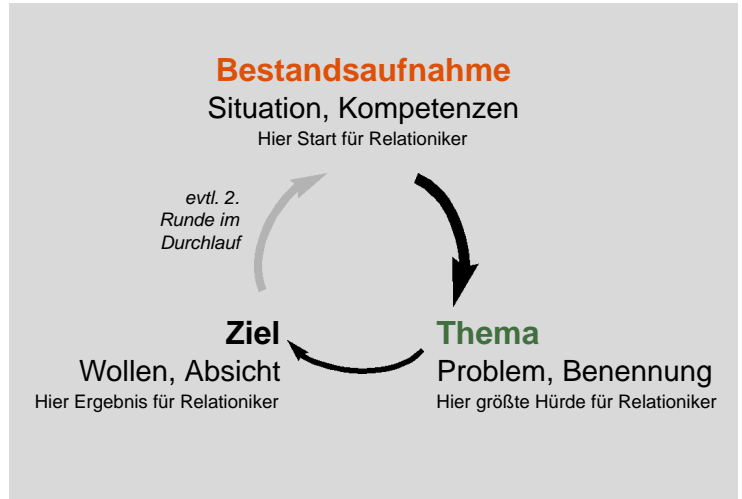 Bestandsaufnahme
Situation, Kompetenzen
Hier Start für Relationiker
evtl. 2.
Runde im
Durchlauf
Ziel
Wollen, Absicht
Hier Ergebnis für Relationiker
Thema
Problem, Benennung
Hier größte Hürde für Relationiker